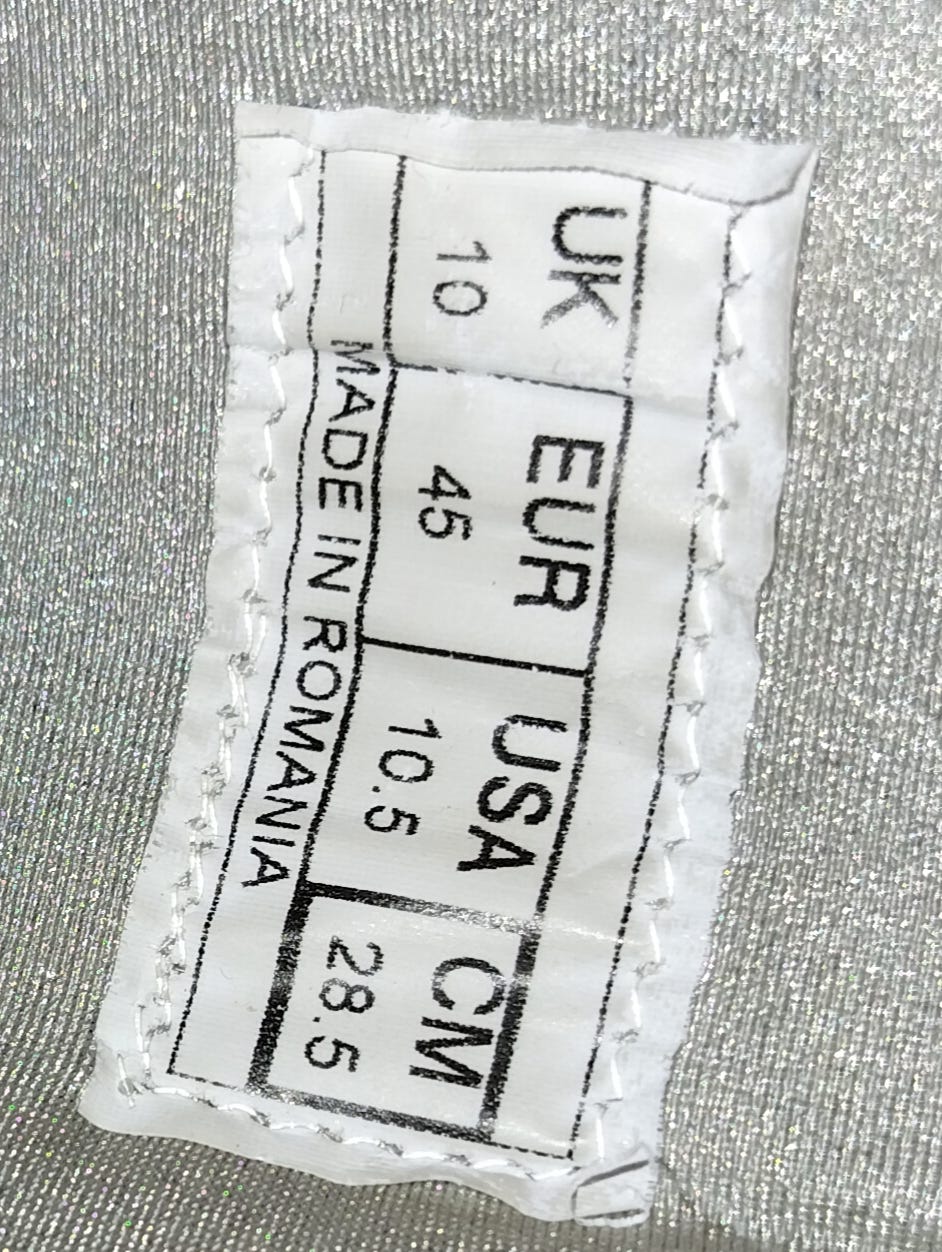 UK EUR USA CM
10 45 10.5 28.5
MADE IN ROMANIA